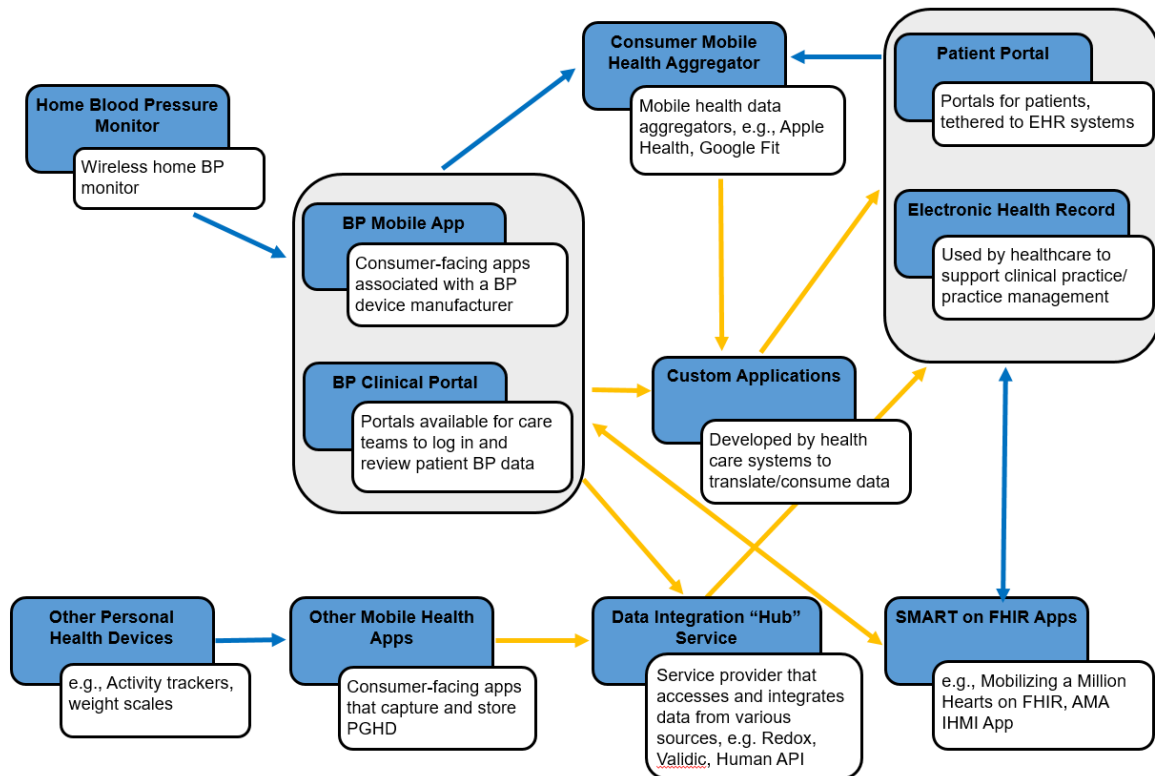 Consumer Mobile
Health Aggregator
Mobile health data
aggregators, e.g., Apple
Health, Google Fit
Patient Portal
Portals for patients,
tethered to EHR systems
Home Blood Pressure
Monitor
Wireless home BP
monitor
BP Mobile App
Consumer-facing apps
associated with a BP
device manufacturer
Electronic Health Record
Used by healthcare to
support clinical practice/
practice management
BP Clinical Portal
Portals available for care
teams to log in and
review patient BP data
Custom Applications
Developed by health
care systems to
translate/consume data
Other Personal
Health Devices
e.g., Activity trackers,
weight scales
Other Mobile Health
Apps
Consumer-facing apps
that capture and store
PGHD
Data Integration “Hub”
Service
Service provider that
accesses and integrates
data from various
sources, e.g. Redox,
Validic, Human API
SMART on FHIR Apps
e.g., Mobilizing a Million
Hearts on FHIR, AMA
IHMI App